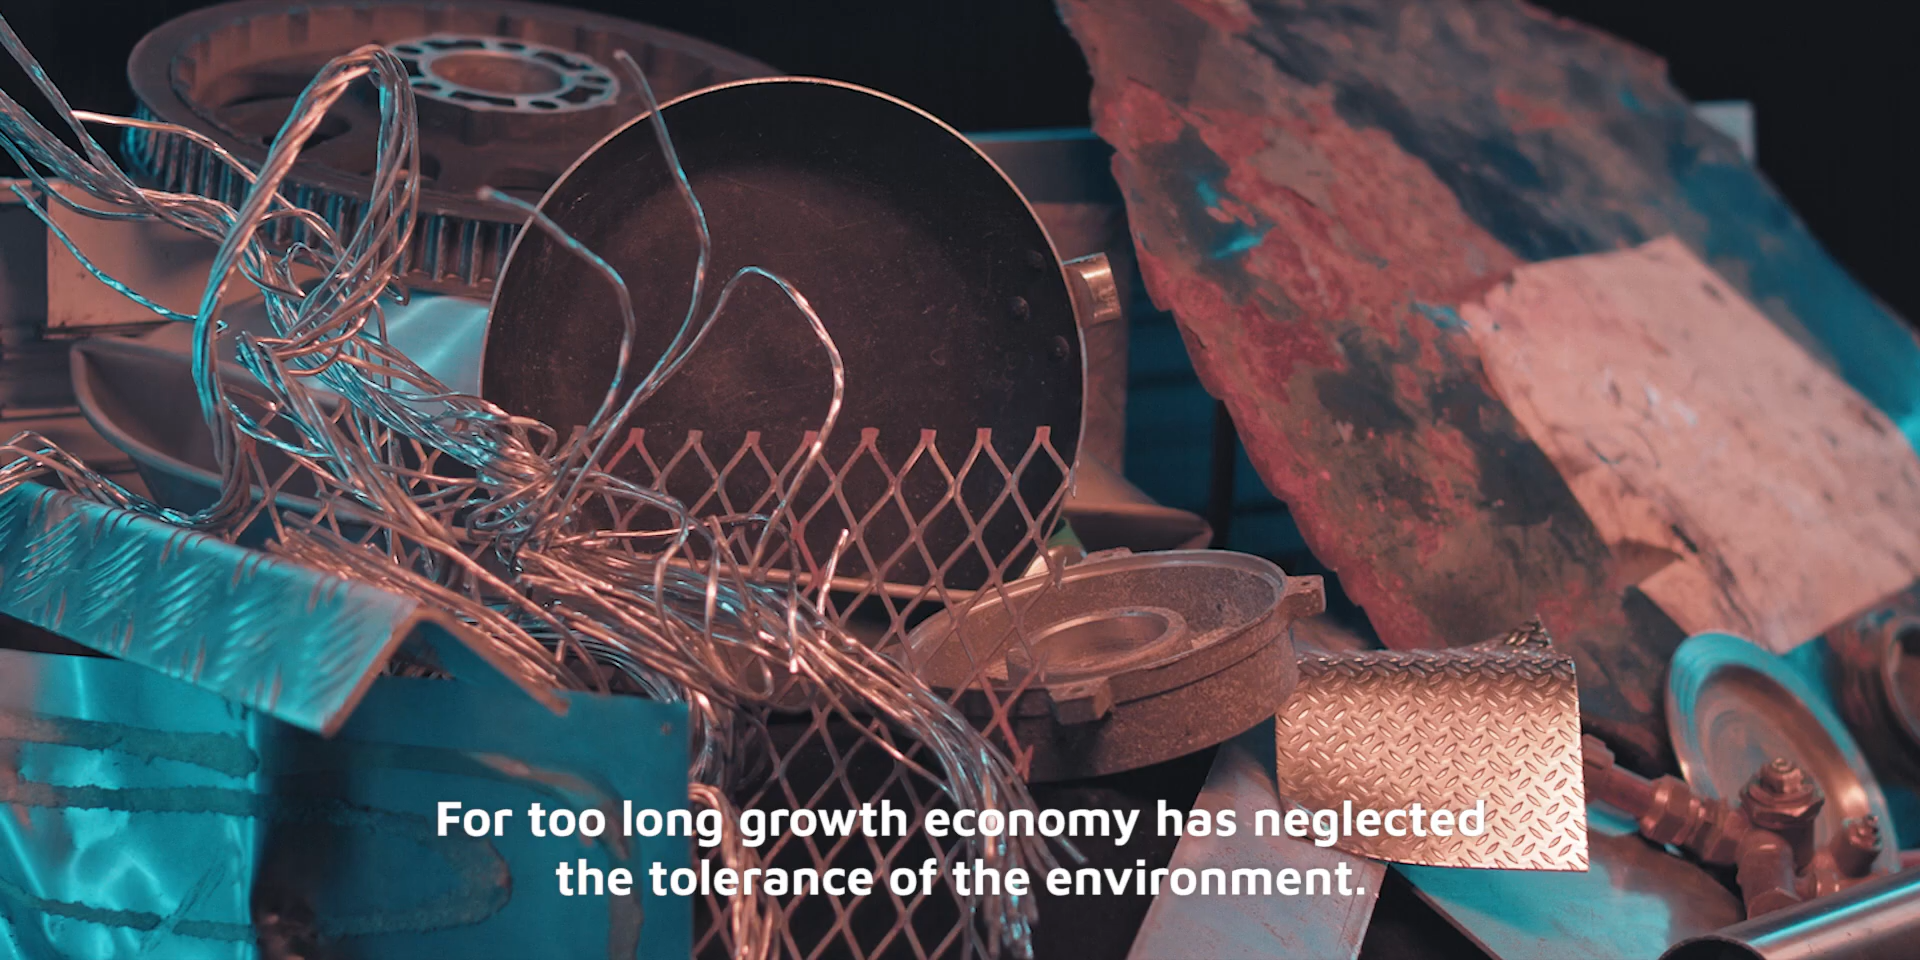 For too long growth economy has neglected
the tolerance of the environment.